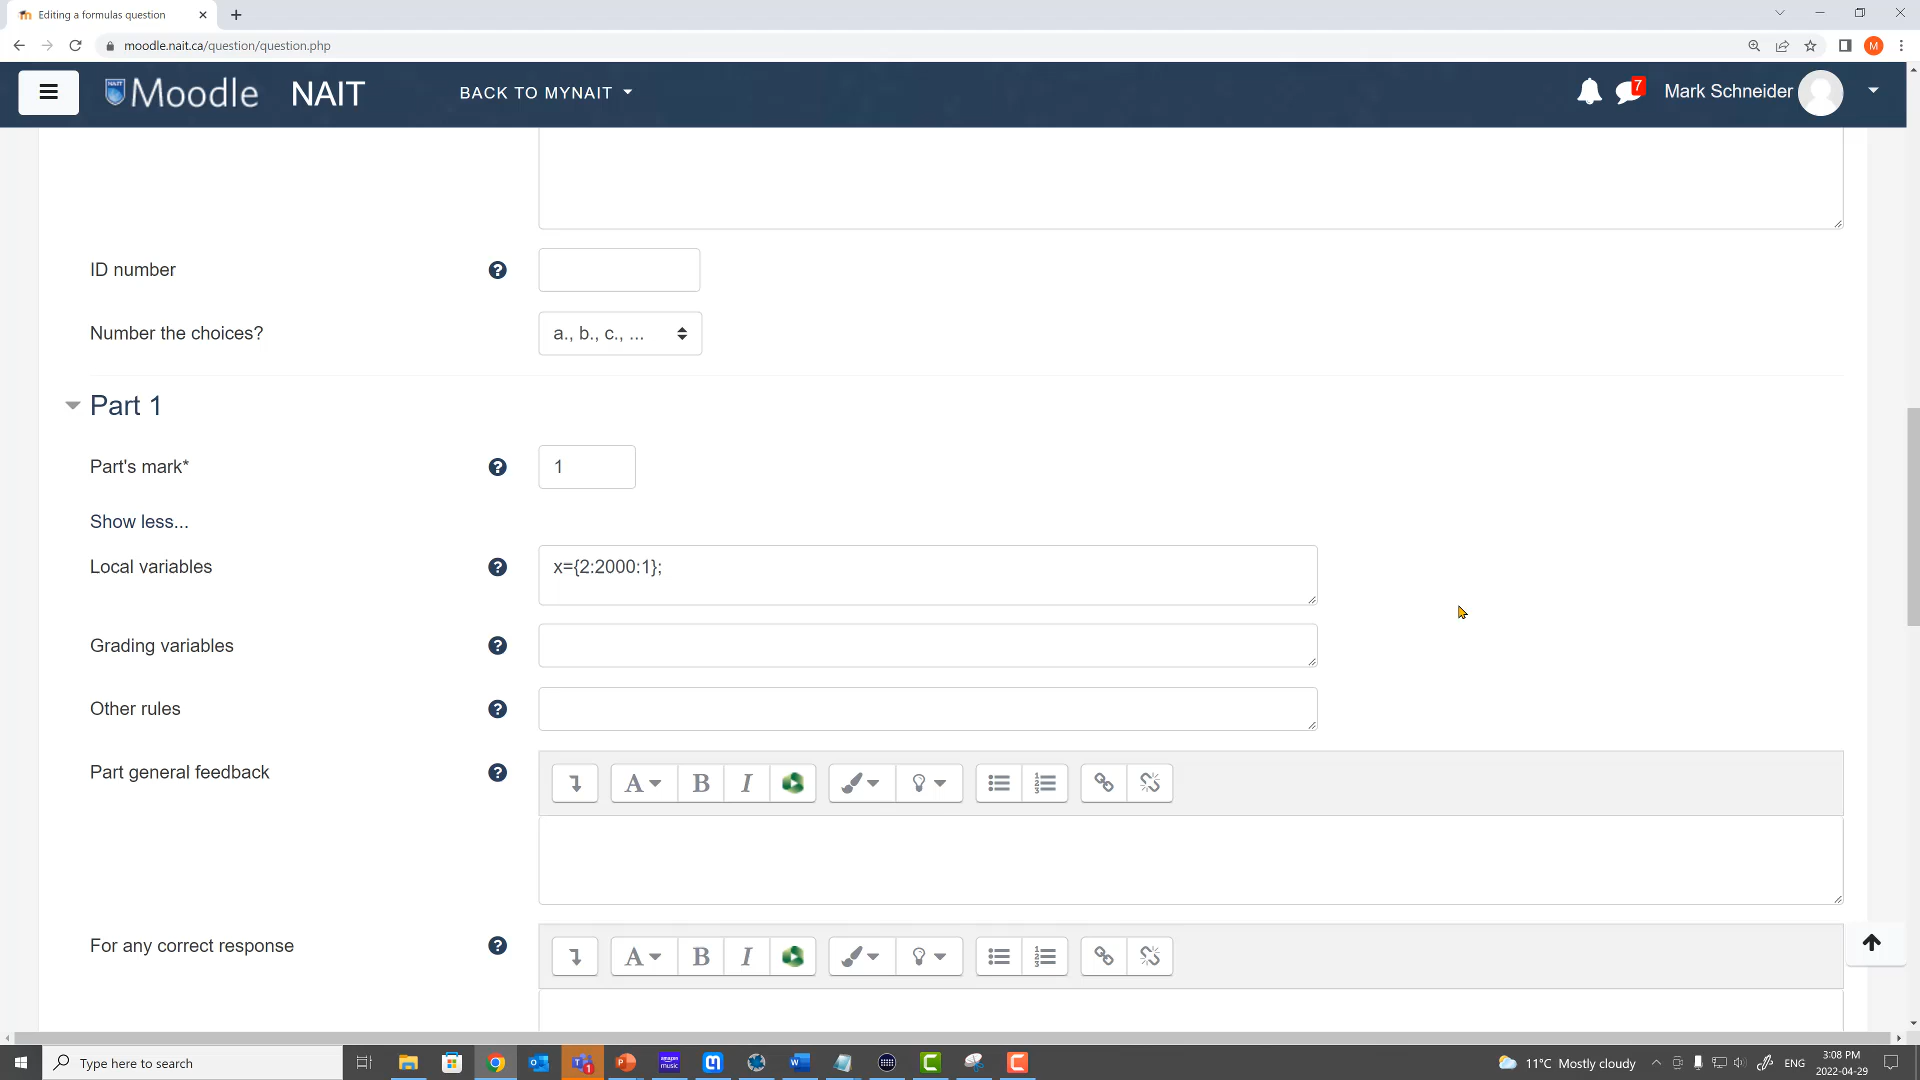 Editing a formulas question
moodle.nait.ca/question/question.php
M
Moodle
NAIT
BACK TO MYNAIT
7
Mark Schneider
ID number
Number the choices?
a., b., c., ...
Part 1
Part's mark*
1
Show less...
Local variables
x={2:2000:1};
Grading variables
Other rules
Part general feedback
A
B
I
For any correct response
A
B
I
Type here to search
11°C Mostly cloudy
ENG
3:08 PM
2022-04-29